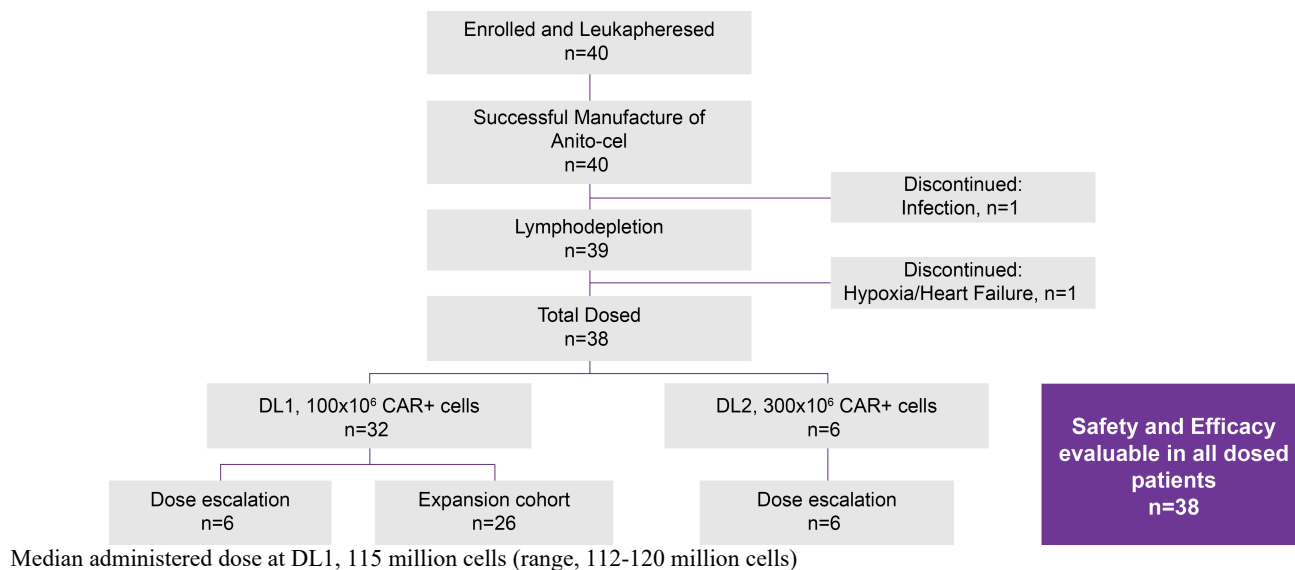 Enrolled and Leukapheresed
n=40
Successful Manufacture of
Anito-cel
n=40
Discontinued:
Infection, n=1
Lymphodepletion
n=39
Discontinued:
Hypoxia/Heart Failure, n=1
Total Dosed
n=38
DL1, 100x10⁶ CAR+ cells
n=32
DL2, 300x10⁶ CAR+ cells
n=6
Safety and Efficacy
evaluable in all dosed
patients
n=38
Dose escalation
n=6
Expansion cohort
n=26
Dose escalation
n=6
Median administered dose at DL1, 115 million cells (range, 112-120 million cells)